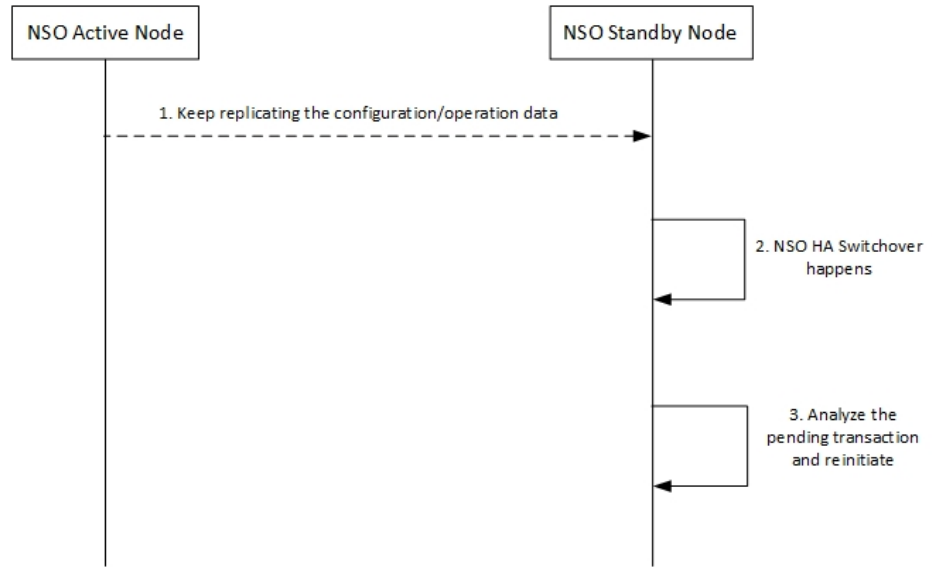 NSO Active Node
NSO Standby Node
1. Keep replicating the configuration/operation data
2. NSO HA Switchover
happens
3. Analyze the
pending transaction
and reinitiate